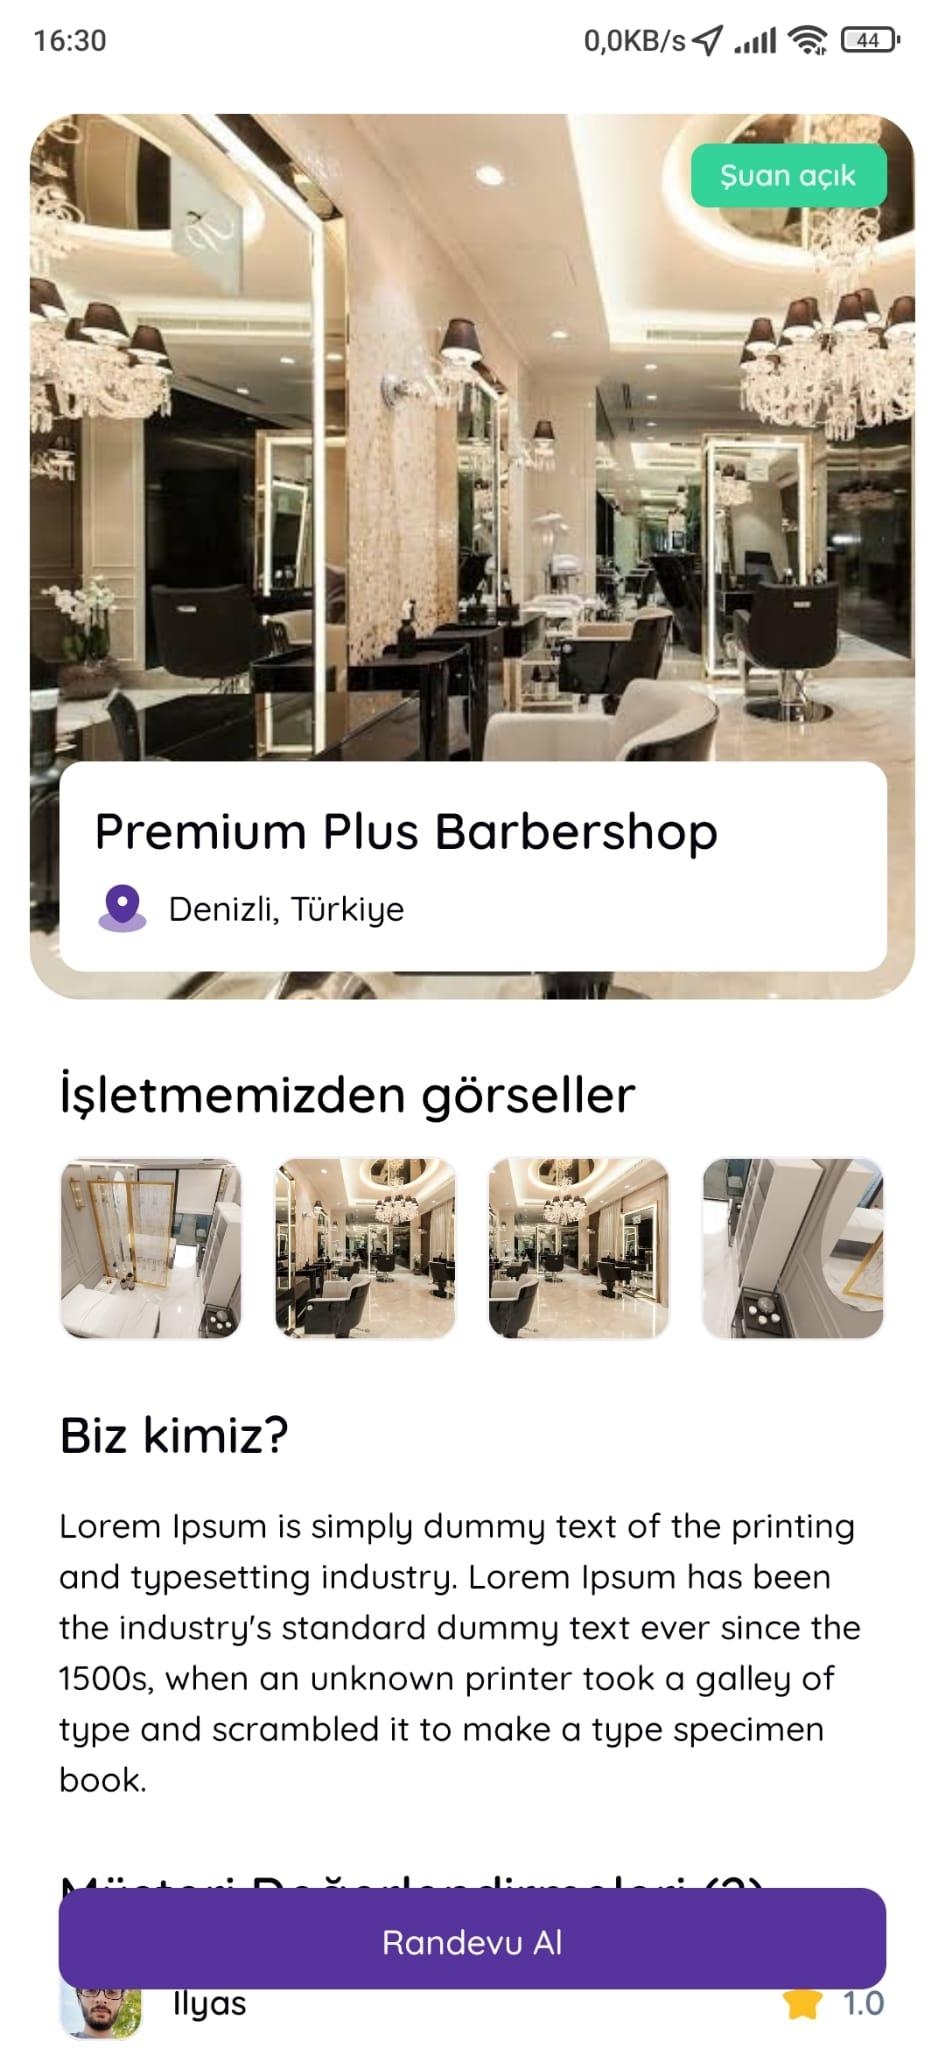 16:30
0,0KB/s
44
Şuan açık
Premium Plus Barbershop
Denizli, Türkiye
İşletmemizden görseller
Biz kimiz?
Lorem Ipsum is simply dummy text of the printing
and typesetting industry. Lorem Ipsum has been
the industry's standard dummy text ever since the
1500s, when an unknown printer took a galley of
type and scrambled it to make a type specimen
book.
Müşteri Değerlendirmeleri
Randevu Al
Ilyas
1.0